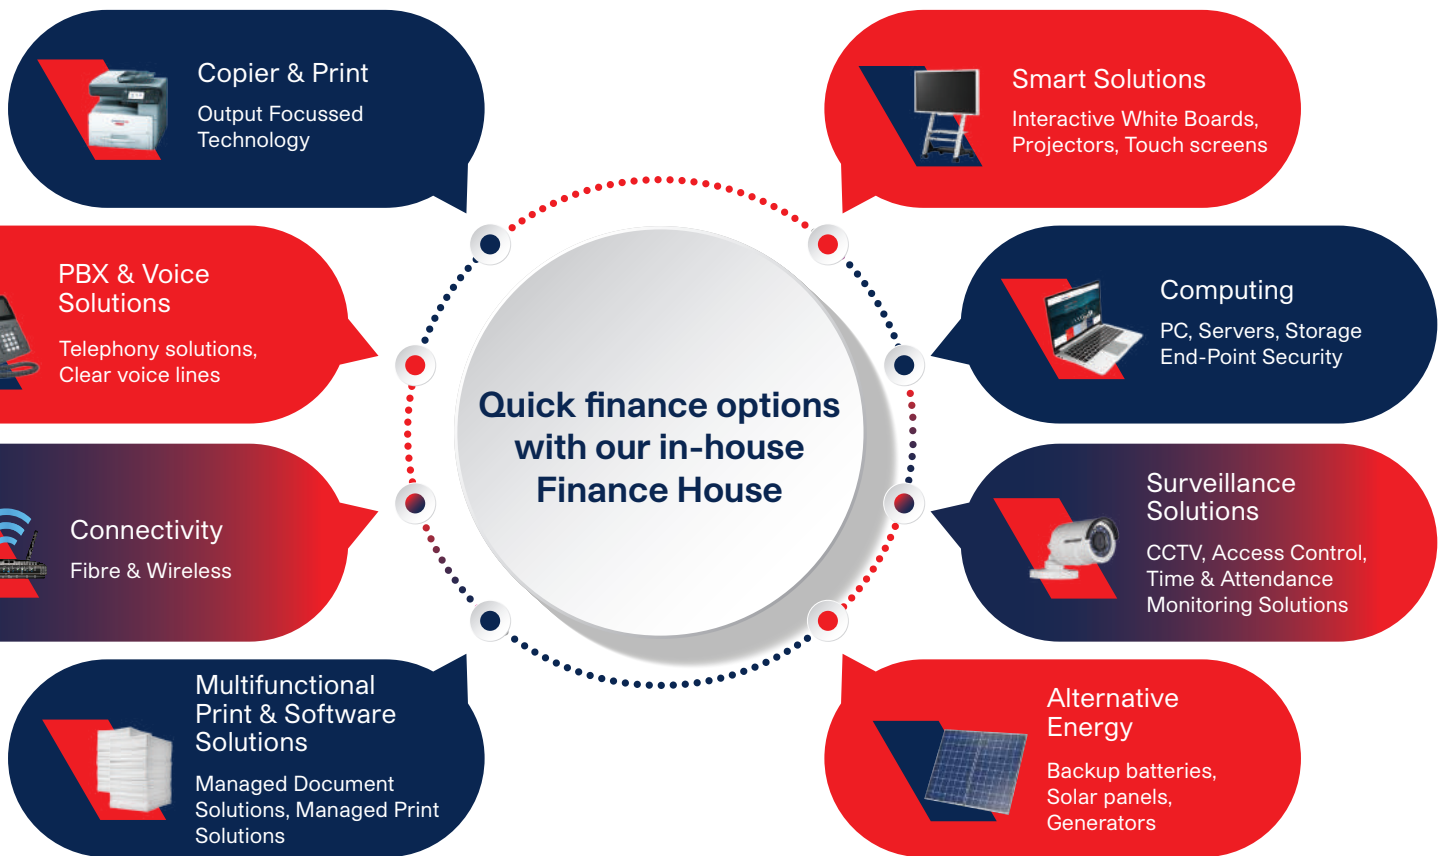 Copier & Print
Output Focussed
Technology
Smart Solutions
Interactive White Boards,
Projectors, Touch screens
PBX & Voice
Solutions
Telephony solutions,
Clear voice lines
Computing
PC, Servers, Storage
End-Point Security
Quick finance options
with our in-house
Finance House
Connectivity
Fibre & Wireless
Surveillance
Solutions
CCTV, Access Control,
Time & Attendance
Monitoring Solutions
Multifunctional
Print & Software
Solutions
Managed Document
Solutions, Managed Print
Solutions
Alternative
Energy
Backup batteries,
Solar panels,
Generators